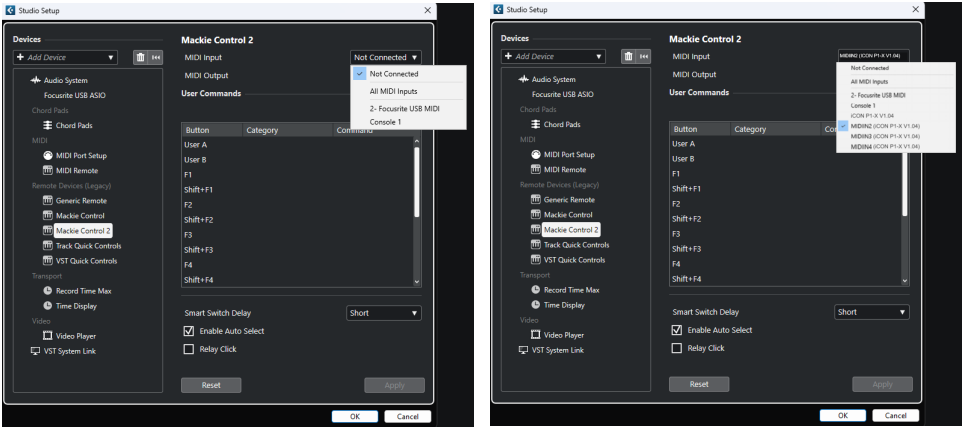 Studio Setup
Devices
+ Add Device
Audio System
Focusrite USB ASIO
Chord Pads
Chord Pads
MIDI
MIDI Port Setup
MIDI Remote
Remote Devices (Legacy)
Generic Remote
Mackie Control
Mackie Control 2
Track Quick Controls
VST Quick Controls
Transport
Record Time Max
Time Display
Video
Video Player
VST System Link
Mackie Control 2
MIDI Input
Not Connected
MIDI Output
Not Connected
All MIDI Inputs
2- Focusrite USB MIDI
Console 1
User Commands
Button Category Command
User A
User B
F1
Shift+F1
F2
Shift+F2
F3
Shift+F3
F4
Shift+F4
Smart Switch Delay Short
Enable Auto Select
Relay Click
Reset Apply
OK Cancel
Studio Setup
Devices
+ Add Device
Audio System
Focusrite USB ASIO
Chord Pads
Chord Pads
MIDI
MIDI Port Setup
MIDI Remote
Remote Devices (Legacy)
Generic Remote
Mackie Control
Mackie Control 2
Track Quick Controls
VST Quick Controls
Transport
Record Time Max
Time Display
Video
Video Player
VST System Link
Mackie Control 2
MIDI Input
MIDIIN2 (iCON P1-X V1.04)
MIDI Output
Not Connected
All MIDI Inputs
2- Focusrite USB MIDI
Console 1
iCON P1-X V1.04
MIDIIN2 (iCON P1-X V1.04)
MIDIIN3 (iCON P1-X V1.04)
MIDIIN4 (iCON P1-X V1.04)
User Commands
Button Category Co
User A
User B
F1
Shift+F1
F2
Shift+F2
F3
Shift+F3
F4
Shift+F4
Smart Switch Delay Short
Enable Auto Select
Relay Click
Reset Apply
OK Cancel